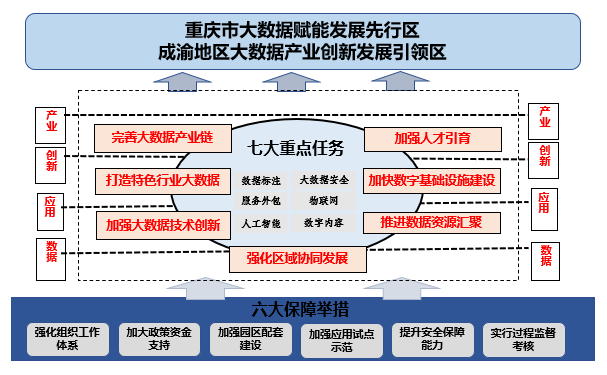 重庆市大数据赋能发展先行区
成渝地区大数据产业创新发展引领区
产业
产业
完善大数据产业链
七大重点任务
加强人才引育
创新
创新
打造特色行业大数据
数据标注
大数据安全
加快数字基础设施建设
服务外包
物联网
应用
应用
加强大数据技术创新
人工智能
数字内容
推进数据资源汇聚
数据
数据
强化区域协同发展
六大保障举措
强化组织工作
体系
加大政策资金
支持
加强园区配套
建设
加强应用试点
示范
提升安全保障
能力
实行过程监督
考核